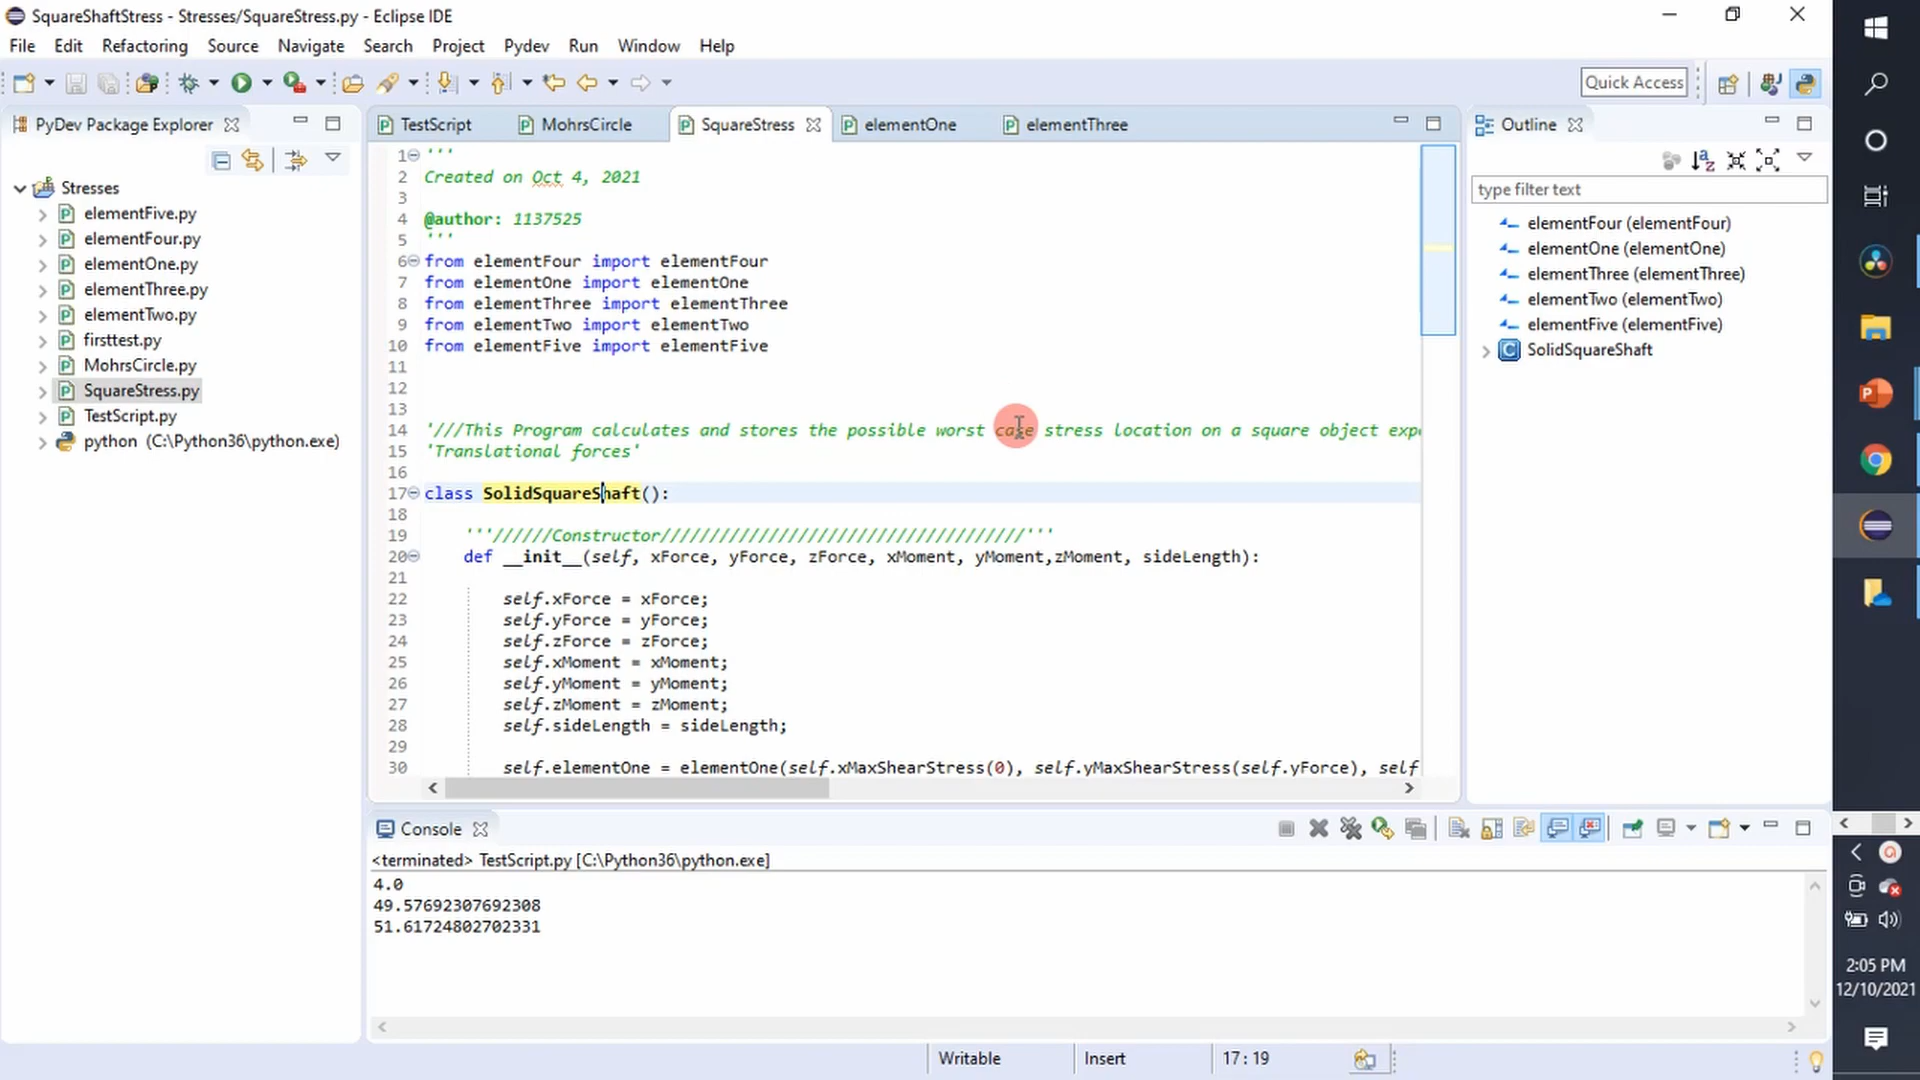 SquareShaftStress - Stresses/SquareStress.py - Eclipse IDE
File Edit Refactoring Source Navigate Search Project Pydev Run Window Help
Quick Access
PyDev Package Explorer
Stresses
elementFive.py
elementFour.py
elementOne.py
elementThree.py
elementTwo.py
firsttest.py
MohrsCircle.py
SquareStress.py
TestScript.py
python (C:\Python36\python.exe)
TestScript MohrsCircle SquareStress elementOne elementThree
1 '''
2 Created on Oct 4, 2021
3
4 @author: 1137525
5 '''
6 from elementFour import elementFour
7 from elementOne import elementOne
8 from elementThree import elementThree
9 from elementTwo import elementTwo
10 from elementFive import elementFive
11
12
13
14 '///This Program calculates and stores the possible worst case stress location on a square object exp
15 'Translational forces'
16
17 class SolidSquareShaft():
18
19 '''//////Constructor/////////////////////////////////////'''
20 def __init__(self, xForce, yForce, zForce, xMoment, yMoment,zMoment, sideLength):
21
22 self.xForce = xForce;
23 self.yForce = yForce;
24 self.zForce = zForce;
25 self.xMoment = xMoment;
26 self.yMoment = yMoment;
27 self.zMoment = zMoment;
28 self.sideLength = sideLength;
29
30 self.elementOne = elementOne(self.xMaxShearStress(0), self.yMaxShearStress(self.yForce), self
Outline
type filter text
elementFour (elementFour)
elementOne (elementOne)
elementThree (elementThree)
elementTwo (elementTwo)
elementFive (elementFive)
SolidSquareShaft
Console
<terminated> TestScript.py [C:\Python36\python.exe]
4.0
49.57692307692308
51.61724802702331
Writable Insert 17 : 19
2:05 PM
12/10/2021